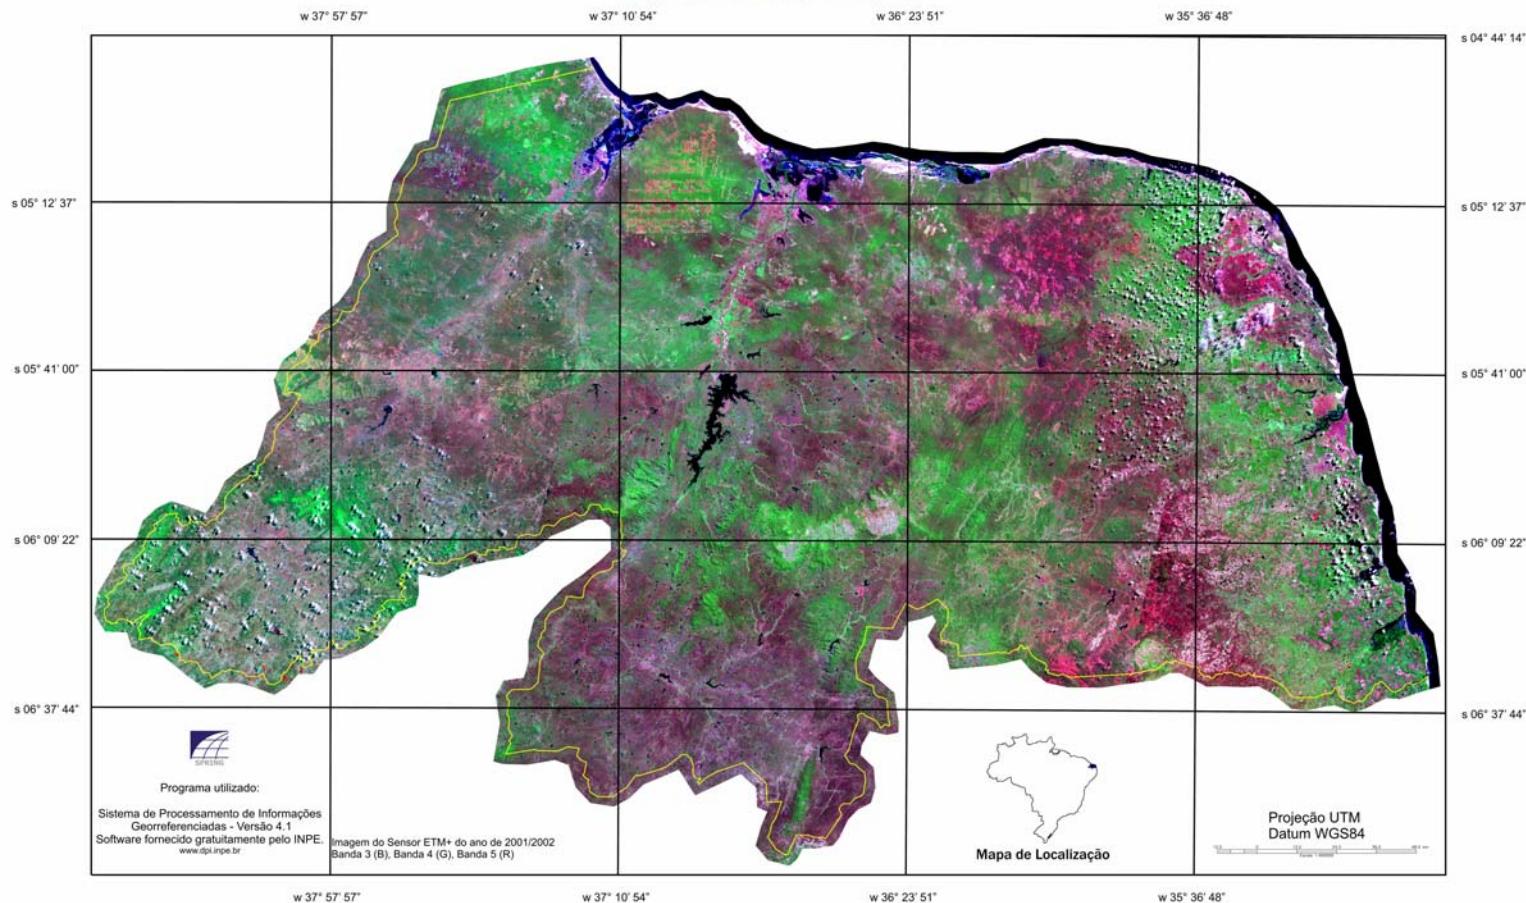 w 37° 57' 57"
w 37° 10' 54"
w 36° 23' 51"
w 35° 36' 48"
s 04° 44' 14"
s 05° 12' 37"
s 05° 12' 37"
s 05° 41' 00"
s 05° 41' 00"
s 06° 09' 22"
s 06° 09' 22"
s 06° 37' 44"
s 06° 37' 44"
SPRING
Programa utilizado:
Sistema de Processamento de Informações
Georreferenciadas - Versão 4.1
Software fornecido gratuitamente pelo INPE.
www.dpi.inpe.br
Imagem do Sensor ETM+ do ano de 2001/2002
Banda 3 (B), Banda 4 (G), Banda 5 (R)
Mapa de Localização
Projeção UTM
Datum WGS84
w 37° 57' 57"
w 37° 10' 54"
w 36° 23' 51"
w 35° 36' 48"